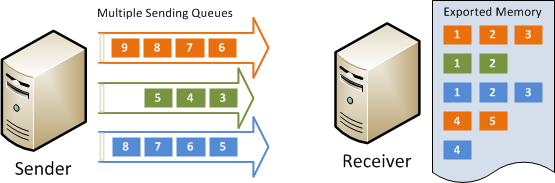 Multiple Sending Queues
9 8 7 6
5 4 3
8 7 6 5
Sender
Receiver
Exported Memory
1 2 3
1 2
1 2 3
4 5
4